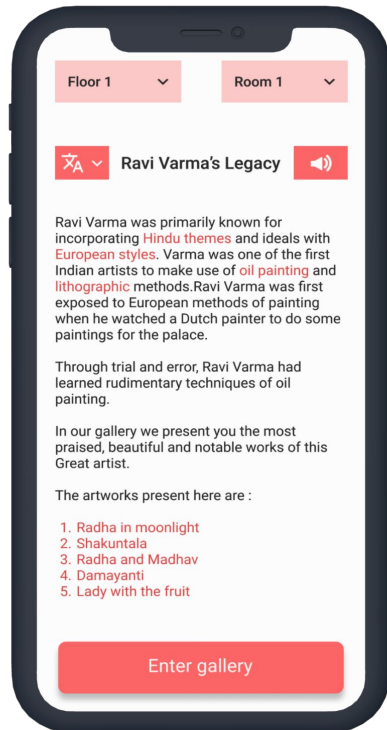 Floor 1
Room 1
Ravi Varma's Legacy
Ravi Varma was primarily known for
incorporating Hindu themes and ideals with
European styles. Varma was one of the first
Indian artists to make use of oil painting and
lithographic methods.Ravi Varma was first
exposed to European methods of painting
when he watched a Dutch painter to do some
paintings for the palace.
Through trial and error, Ravi Varma had
learned rudimentary techniques of oil
painting.
In our gallery we present you the most
praised, beautiful and notable works of this
Great artist.
The artworks present here are :
1. Radha in moonlight
2. Shakuntala
3. Radha and Madhav
4. Damayanti
5. Lady with the fruit
Enter gallery